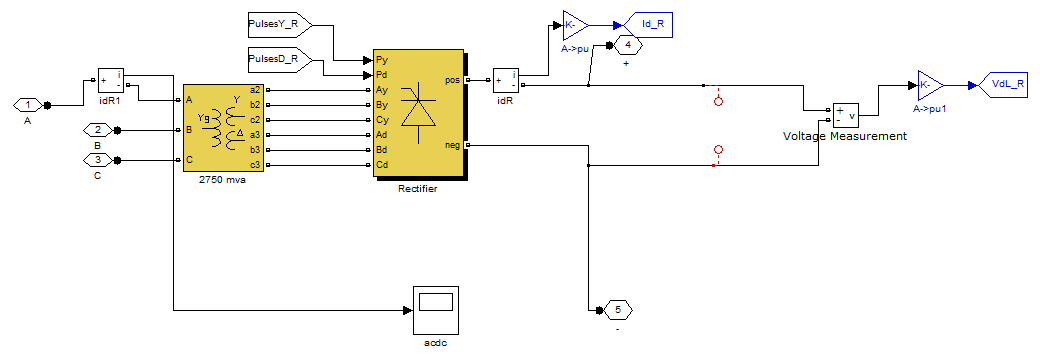 PulsesY_R
K-
Id_R
A->pu
4
+
PulsesD_R
Py
Pd
1
A
+
i
-
idR1
A
a2
Y
b2
Yg
c2
B
a3
Δ
b3
C
c3
2750 mva
2
B
3
C
Ay
By
Cy
Ad
Bd
Cd
pos
neg
Rectifier
+
i
-
idR
+
-
v
Voltage Measurement
K-
A->pu1
VdL_R
5
-
acdc